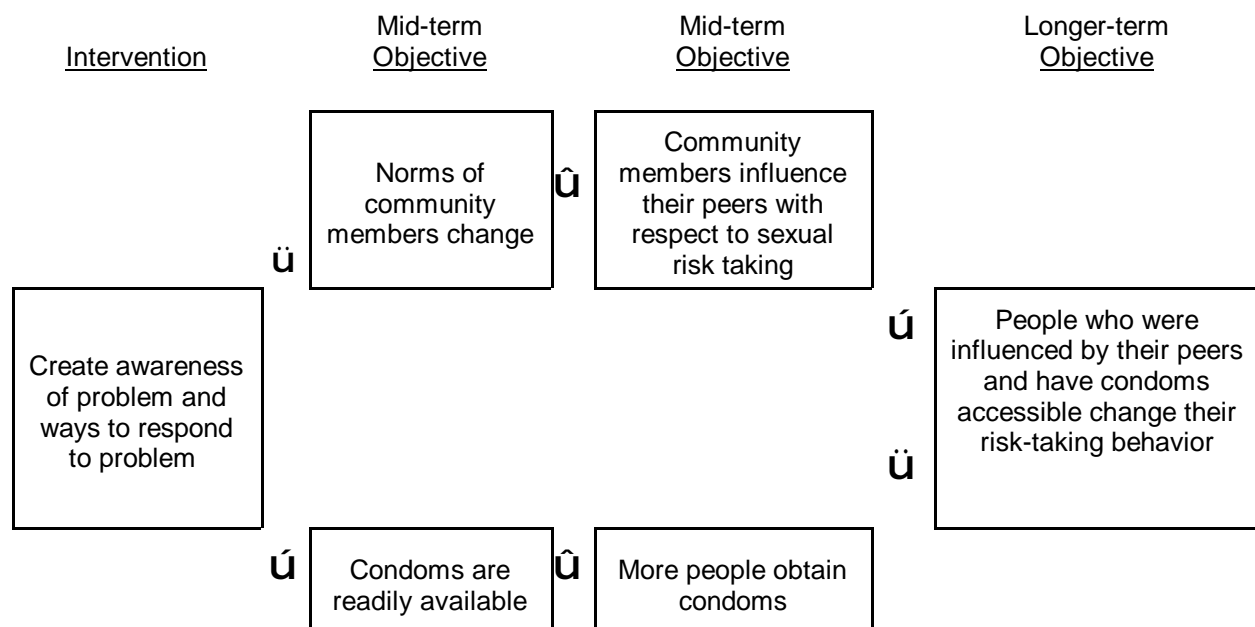 Intervention
Mid-term
Objective
Mid-term
Objective
Longer-term
Objective
Norms of
community
members change
û
Community
members influence
their peers with
respect to sexual
risk taking
ü
Create awareness
of problem and
ways to respond
to problem
ú
People who were
influenced by their peers
and have condoms
accessible change their
risk-taking behavior
ü
ú
Condoms are
readily available
û
More people obtain
condoms